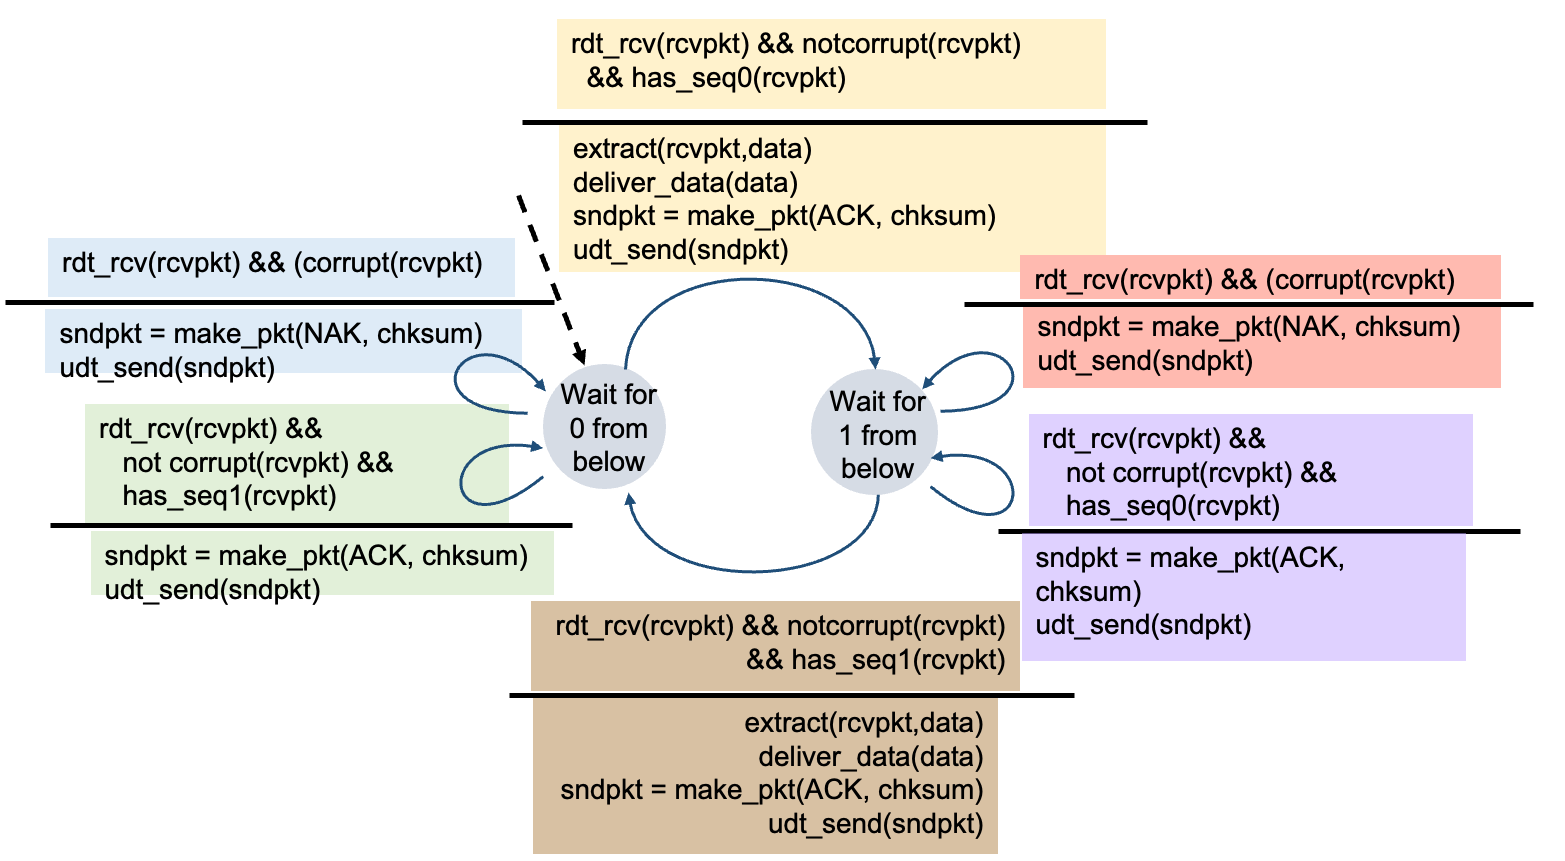 rdt_rcv(rcvpkt) && notcorrupt(rcvpkt)
&& has_seq0(rcvpkt)
extract(rcvpkt,data)
deliver_data(data)
sndpkt = make_pkt(ACK, chksum)
udt_send(sndpkt)
rdt_rcv(rcvpkt) && (corrupt(rcvpkt)
sndpkt = make_pkt(NAK, chksum)
udt_send(sndpkt)
rdt_rcv(rcvpkt) &&
not corrupt(rcvpkt) &&
has_seq1(rcvpkt)
sndpkt = make_pkt(ACK, chksum)
udt_send(sndpkt)
Wait for
0 from
below
Wait for
1 from
below
rdt_rcv(rcvpkt) && (corrupt(rcvpkt)
sndpkt = make_pkt(NAK, chksum)
udt_send(sndpkt)
rdt_rcv(rcvpkt) &&
not corrupt(rcvpkt) &&
has_seq0(rcvpkt)
sndpkt = make_pkt(ACK,
chksum)
udt_send(sndpkt)
rdt_rcv(rcvpkt) && notcorrupt(rcvpkt)
&& has_seq1(rcvpkt)
extract(rcvpkt,data)
deliver_data(data)
sndpkt = make_pkt(ACK, chksum)
udt_send(sndpkt)